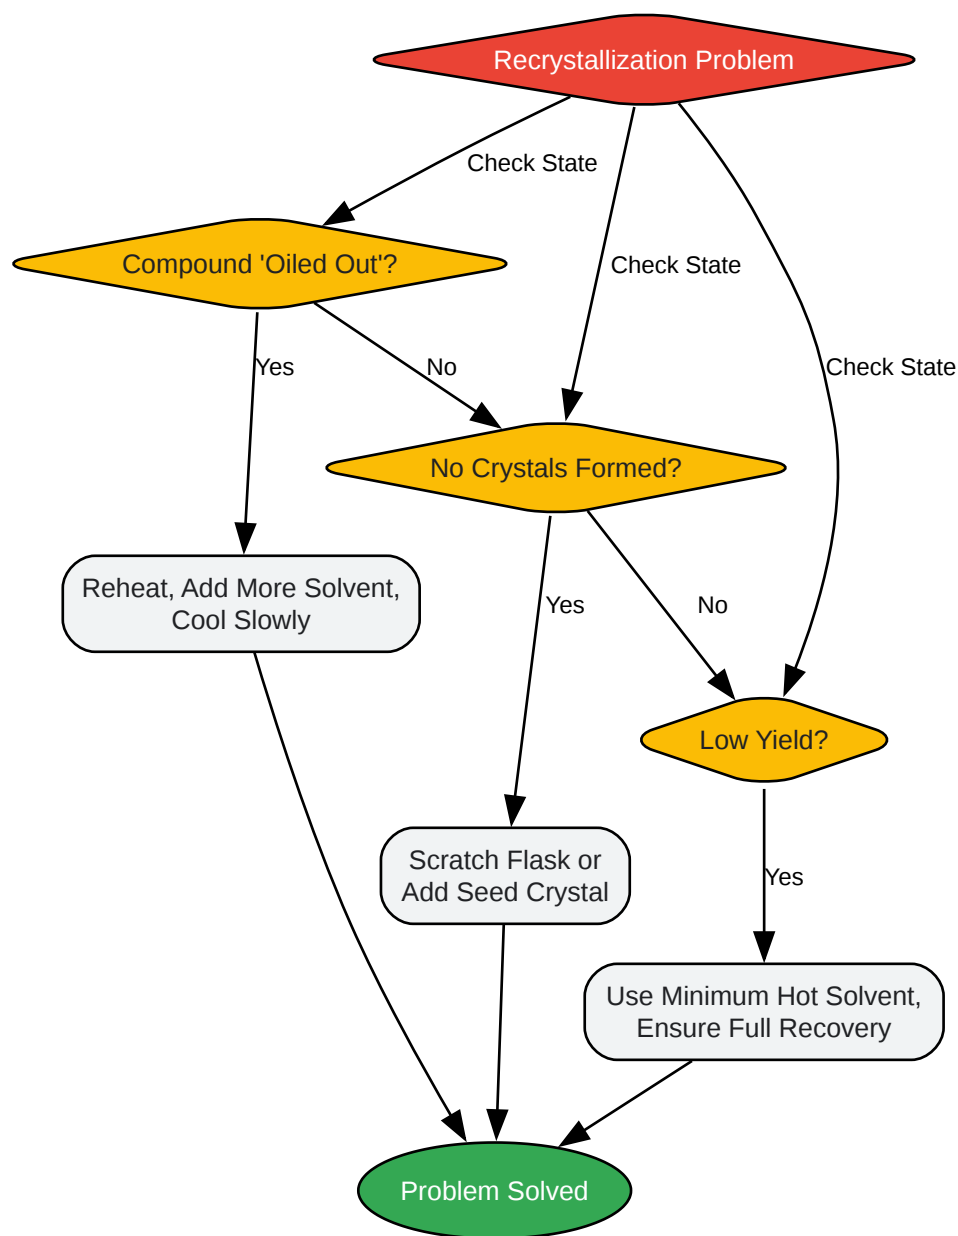 Recrystallization Problem
Check State
Compound 'Oiled Out'?
Check State
Yes
No
Check State
No Crystals Formed?
Reheat, Add More Solvent,
Cool Slowly
Yes
No
Low Yield?
Scratch Flask or
Add Seed Crystal
Yes
Use Minimum Hot Solvent,
Ensure Full Recovery
Problem Solved